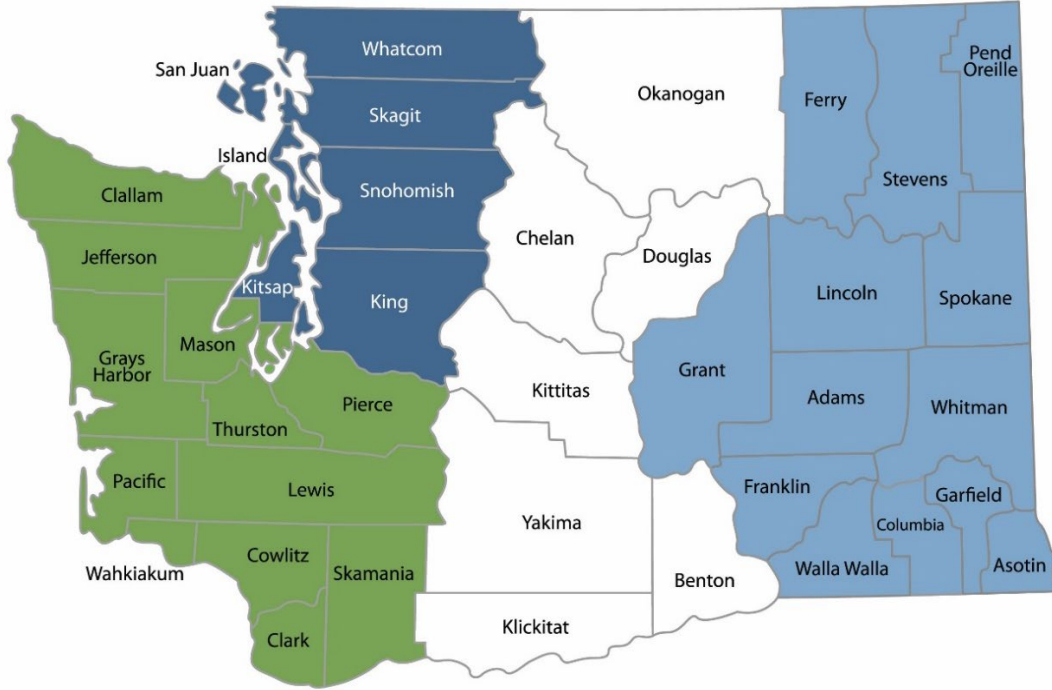 Whatcom
San Juan
Pend
Oreille
Okanogan
Ferry
Skagit
Island
Stevens
Snohomish
Clallam
Chelan
Douglas
Jefferson
Kitsap
King
Lincoln
Spokane
Mason
Grays
Harbor
Grant
Kittitas
Adams
Whitman
Pierce
Thurston
Pacific
Lewis
Franklin
Garfield
Yakima
Columbia
Cowlitz
Wahkiakum
Skamania
Benton
Walla Walla
Asotin
Klickitat
Clark